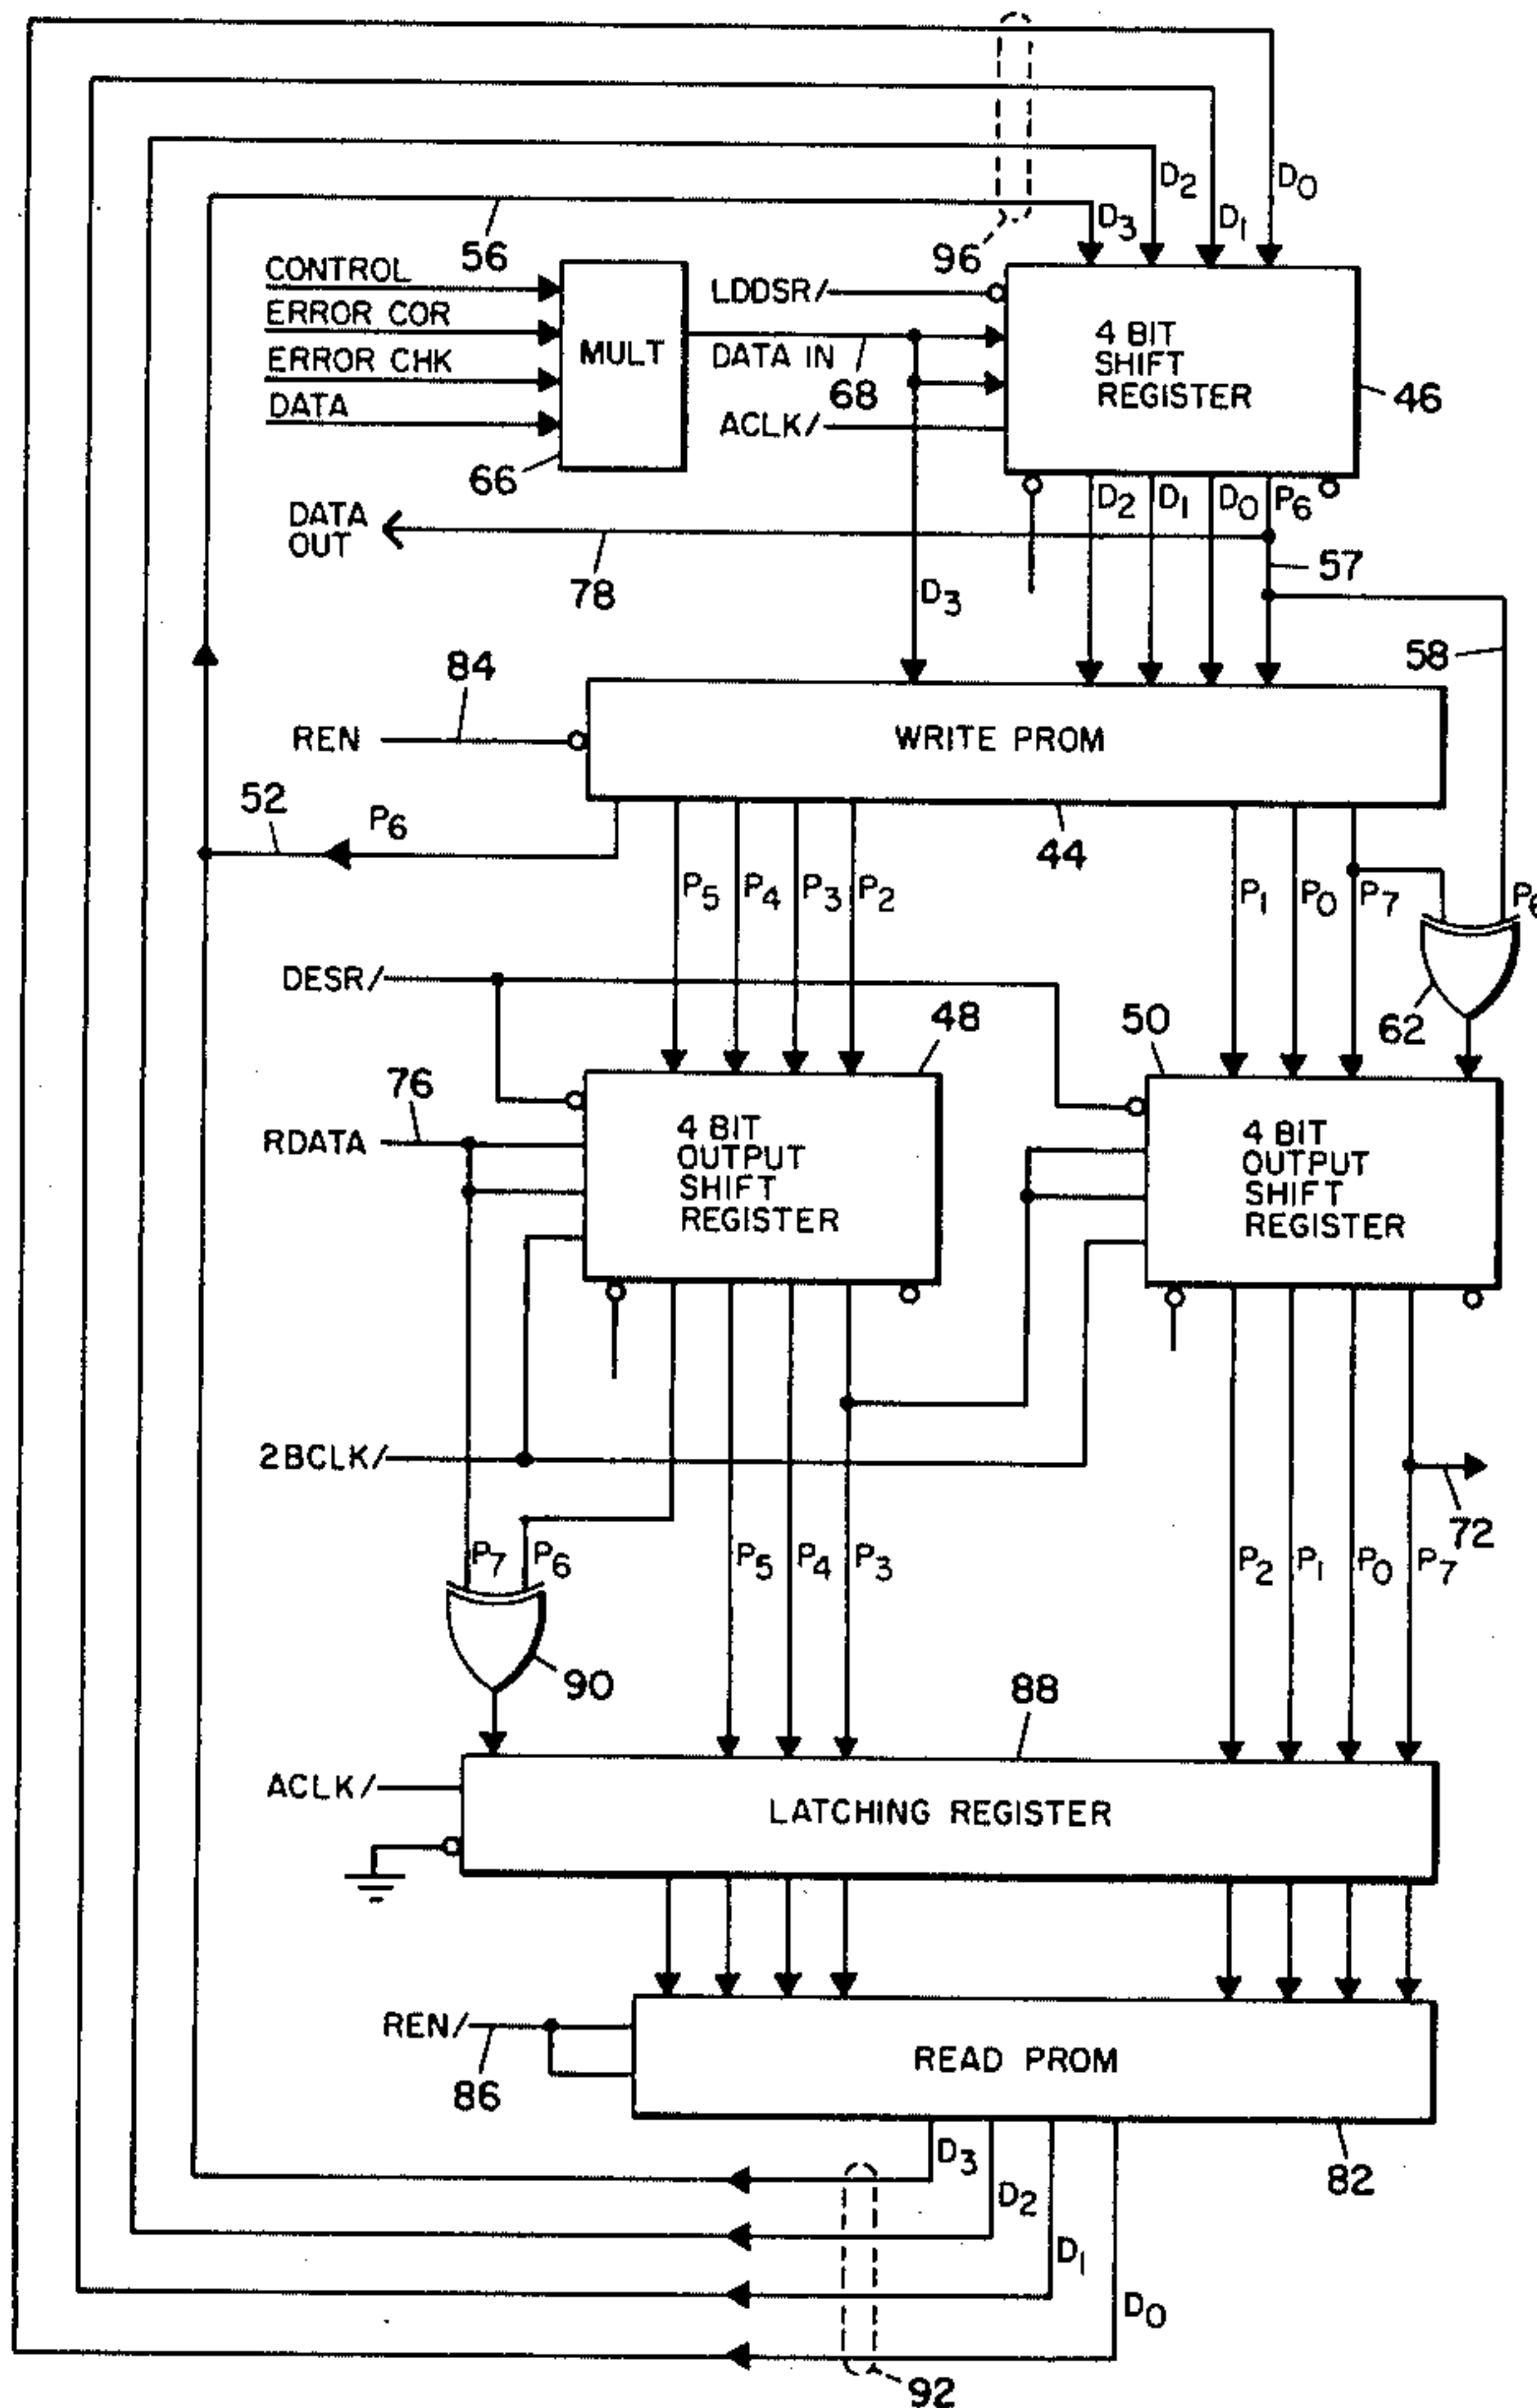 D0
D2
D1
D3
56
96
CONTROL
ERROR COR
ERROR CHK
DATA
MULT
66
LDDSR/
DATA IN
68
ACLK/
4 BIT
SHIFT
REGISTER
46
D2 D1 D0 P6
DATA
OUT
78
57
D3
58
84
REN
WRITE PROM
52
P6
44
P5 P4 P3 P2
P1 P0 P7
P6
DESR/
48
50
62
76
RDATA
4 BIT
OUTPUT
SHIFT
REGISTER
4 BIT
OUTPUT
SHIFT
REGISTER
2BCLK/
72
P7 P6
P5 P4 P3
P2 P1 P0 P7
90
88
ACLK/
LATCHING REGISTER
REN/
86
READ PROM
82
D3
D2
D1
D0
92